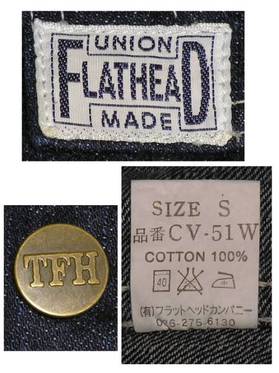 UNION
FLATHEAD
MADE
TFH
SIZE S
品番 CV-51W
COTTON 100%
40
(有)フラットヘッドカンパニー
026-275-6130